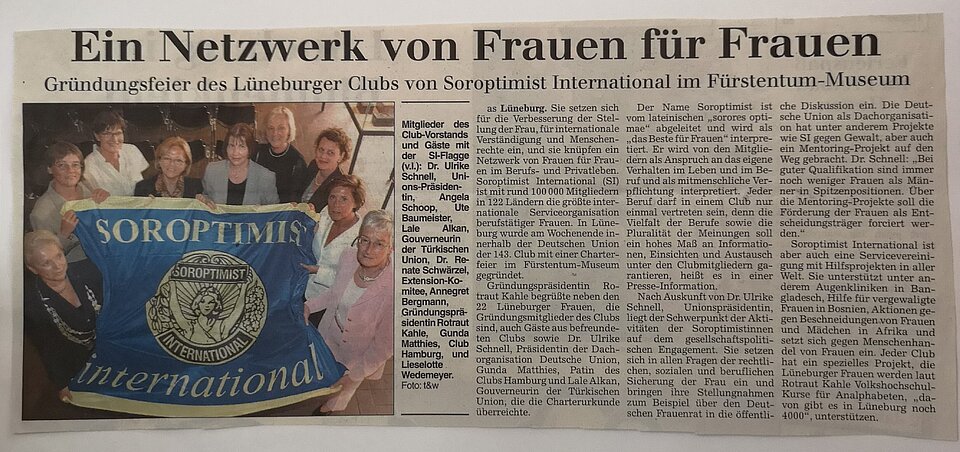 Ein Netzwerk von Frauen für Frauen
Gründungsfeier des Lüneburger Clubs von Soroptimist International im Fürstentum-Museum
SOROPTIMIST
SOROPTIMIST
INTERNATIONAL
international
Mitglieder des
Club-Vorstands
und Gäste mit
der SI-Flagge
(v.l.): Dr. Ulrike
Schnell, Uni-
ons-Präsiden-
tin, Angela
Schoop, Ute
Baumeister,
Lale Alkan,
Gouverneurin
der Türkischen
Union, Dr. Re-
nate Schwärzel,
Extension-Ko-
mitee, Annegret
Bergmann,
Gründungsprä-
sidentin Rotraut
Kahle, Gunda
Matthies, Club
Hamburg, und
Lieselotte
Wedemeyer.
Foto: t&w
as Lüneburg. Sie setzen sich
für die Verbesserung der Stel-
lung der Frau, für internationale
Verständigung und Menschen-
rechte ein, und sie knüpfen ein
Netzwerk von Frauen für Frau-
en im Berufs- und Privatleben.
Soroptimist International (SI)
ist mit rund 100 000 Mitgliedern
in 122 Ländern die größte inter-
nationale Serviceorganisation
berufstätiger Frauen. In Lüne-
burg wurde am Wochenende in-
nerhalb der Deutschen Union
der 143. Club mit einer Charter-
feier im Fürstentum-Museum
gegründet.
Gründungspräsidentin Ro-
traut Kahle begrüßte neben den
22 Lüneburger Frauen, die
Gründungsmitglieder des Clubs
sind, auch Gäste aus befreunde-
ten Clubs sowie Dr. Ulrike
Schnell, Präsidentin der Dach-
organisation Deutsche Union,
Gunda Matthies, Patin des
Clubs Hamburg und Lale Alkan,
Gouverneurin der Türkischen
Union, die die Charterurkunde
überreichte.
Der Name Soroptimist ist
vom lateinischen „sorores opti-
mae“ abgeleitet und wird als
„das Beste für Frauen“ interpre-
tiert. Er wird von den Mitglie-
dern als Anspruch an das eigene
Verhalten im Leben und im Be-
ruf und als mitmenschliche Ver-
pflichtung interpretiert. Jeder
Beruf darf in einem Club nur
einmal vertreten sein, denn die
Vielfalt der Berufe sowie die
Pluralität der Meinungen soll
ein hohes Maß an Informatio-
nen, Einsichten und Austausch
unter den Clubmitgliedern ga-
rantieren, heißt es in einer
Presse-Information.
Nach Auskunft von Dr. Ulrike
Schnell, Unionspräsidentin,
liegt der Schwerpunkt der Ak-
tivitäten der Soroptimistinnen
auf dem gesellschaftspoliti-
schen Engagement. Sie setzen
sich in allen Fragen der rechtli-
chen, sozialen und beruflichen
Sicherung der Frau ein und
bringen ihre Stellungnahmen
zum Beispiel über den Deut-
schen Frauenrat in die öffentli-
che Diskussion ein. Die Deut-
sche Union als Dachorganisati-
on hat unter anderem Projekte
wie SI gegen Gewalt, aber auch
ein Mentoring-Projekt auf den
Weg gebracht. Dr. Schnell: „Bei
guter Qualifikation sind immer
noch weniger Frauen als Män-
ner in Spitzenpositionen. Über
die Mentoring-Projekte soll die
Förderung der Frauen als Ent-
scheidungsträger forciert wer-
den.“
Soroptimist International ist
aber auch eine Servicevereini-
gung mit Hilfsprojekten in aller
Welt. Sie unterstützt unter an-
derem Augenkliniken in Ban-
gladesch, Hilfe für vergewaltigte
Frauen in Bosnien, Aktionen ge-
gen Beschneidungen von Frauen
und Mädchen in Afrika und
setzt sich gegen Menschenhan-
del von Frauen ein. Jeder Club
hat ein spezielles Projekt, die
Lüneburger Frauen werden laut
Rotraut Kahle Volkshochschul-
Kurse für Analphabeten, „da-
von gibt es in Lüneburg noch
4000“, unterstützen.